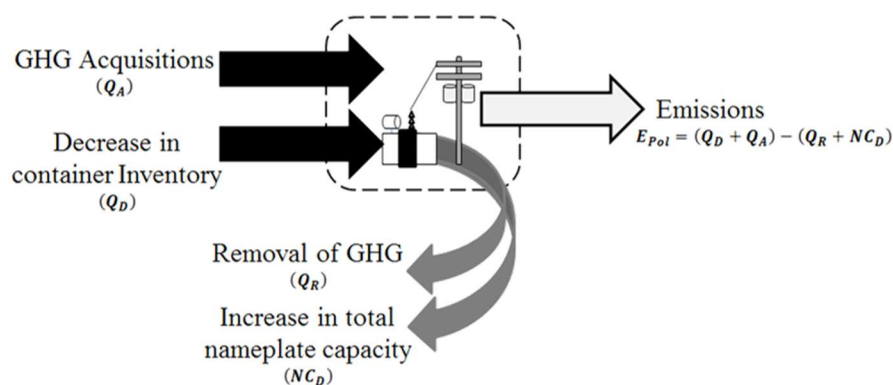 GHG Acquisitions
(Q_A)
Decrease in
container Inventory
(Q_D)
Emissions
E_Pol = (Q_D + Q_A) − (Q_R + NC_D)
Removal of GHG
(Q_R)
Increase in total
nameplate capacity
(NC_D)